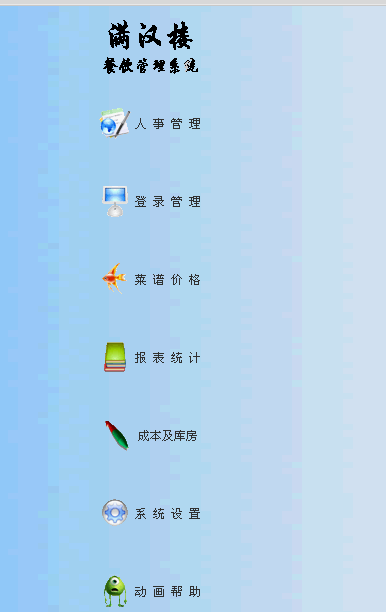 满汉楼
餐饮管理系统
人事管理
登录管理
菜谱价格
报表统计
成本及库房
系统设置
动画帮助